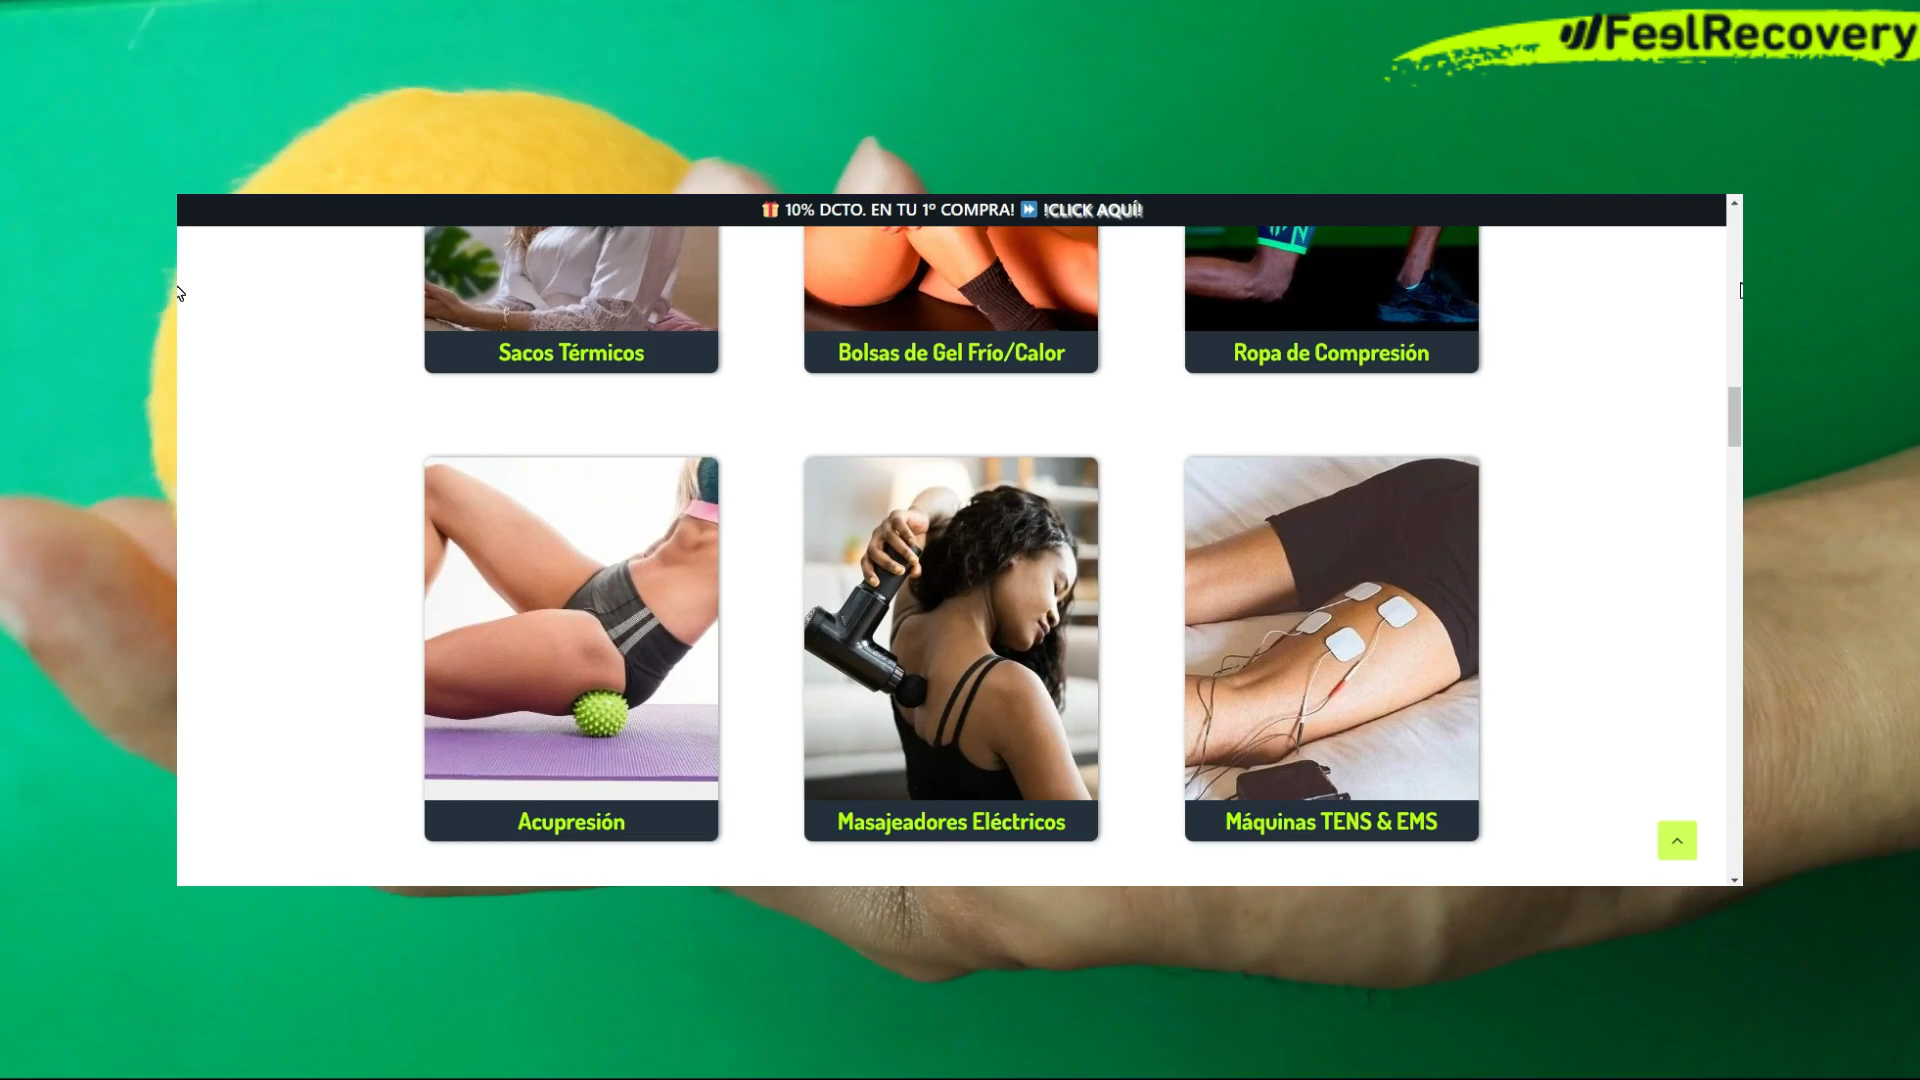 FeelRecovery
10% DCTO. EN TU 1º COMPRA! !CLICK AQUÍ!
Sacos Térmicos
Bolsas de Gel Frío/Calor
Ropa de Compresión
Acupresión
Masajeadores Eléctricos
Máquinas TENS & EMS